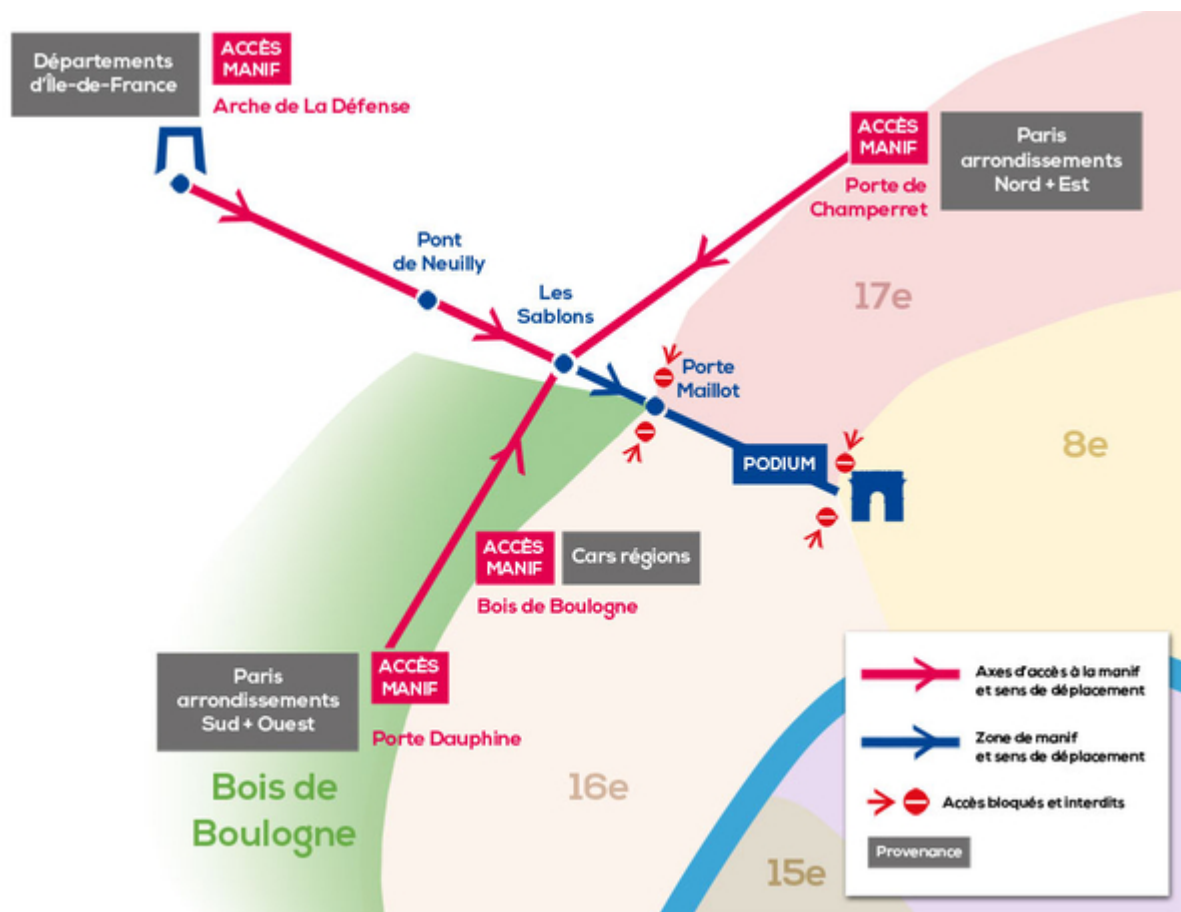 Départements
d'Île-de-France
ACCÈS
MANIF
Arche de La Défense
ACCÈS
MANIF
Porte de
Champerret
Paris
arrondissements
Nord + Est
Pont
de Neuilly
Les
Sablons
17e
Porte
Maillot
8e
PODIUM
ACCÈS
MANIF
Cars régions
Bois de Boulogne
Paris
arrondissements
Sud + Ouest
ACCÈS
MANIF
Porte Dauphine
Bois de
Boulogne
16e
15e
Axes d'accès à la manif
et sens de déplacement
Zone de manif
et sens de déplacement
Accès bloqués et interdits
Provenance